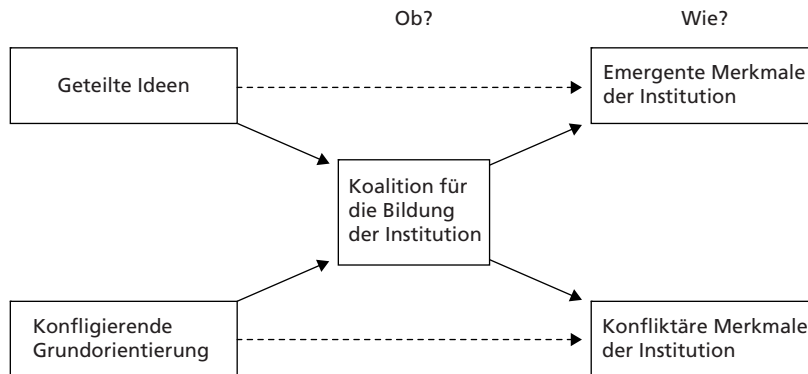 Ob?
Wie?
Geteilte Ideen
Emergente Merkmale
der Institution
Koalition für
die Bildung
der Institution
Konfligierende
Grundorientierung
Konfliktäre Merkmale
der Institution